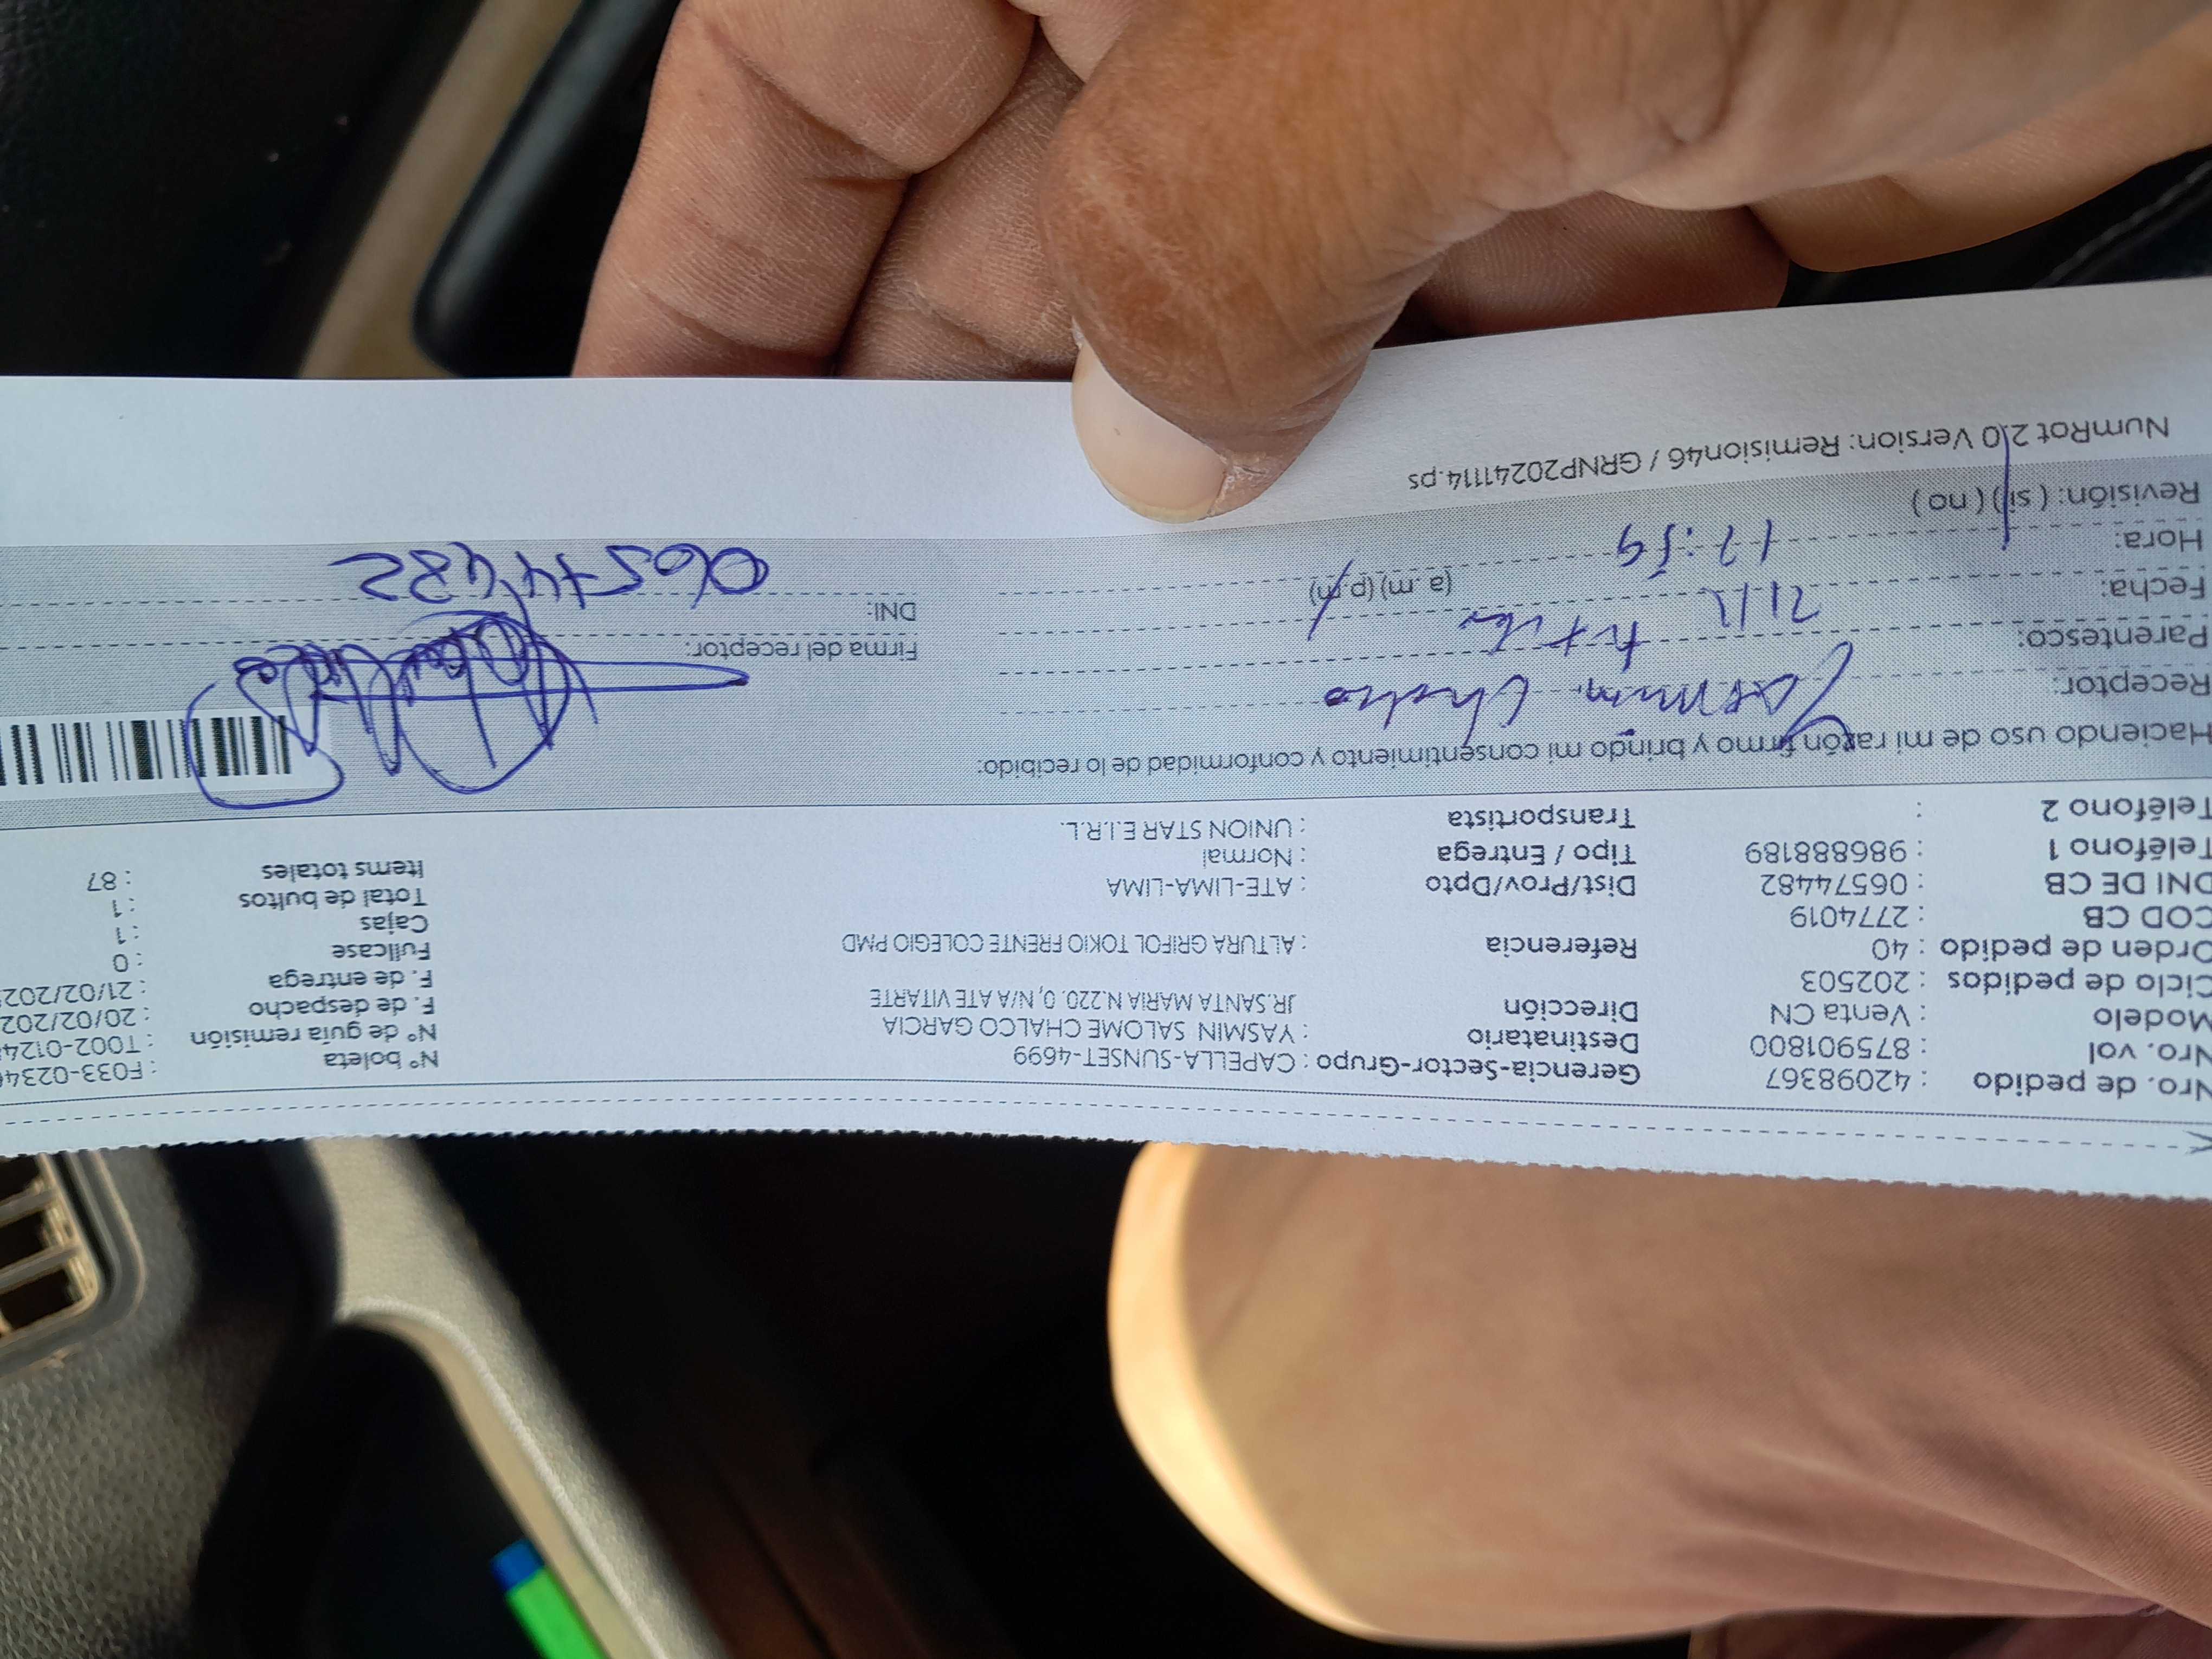 Nro. de pedido : 42098367 Gerencia-Sector-Grupo : CAPELLA-SUNSET-4699 N° boleta : F033-0234
Nro. vol : 875901800 Destinatario : YASMIN SALOME CHALCO GARCIA N° de guía remisión : T002-0124
Modelo : Venta CN Dirección : JR.SANTA MARIA N.220. 0, N/A ATE VITARTE F. de despacho : 20/02/202
Ciclo de pedidos : 202503 F. de entrega : 21/02/202
Orden de pedido : 40 Referencia : ALTURA GRIFOL TOKIO FRENTE COLEGIO PMD Fullcase : 0
COD CB : 2774019 Cajas : 1
DNI DE CB : 06574482 Dist/Prov/Dpto : ATE-LIMA-LIMA Total de bultos : 1
Teléfono 1 : 986888189 Tipo / Entrega : Normal Items totales : 87
Teléfono 2 : Transportista : UNION STAR E.I.R.L.
Haciendo uso de mi razón firmo y brindo mi consentimiento y conformidad de lo recibido:
Receptor: Yasmin Chalco
Parentesco: Firma del receptor:
Fecha: 21/2 (a. m) (p. m) DNI: 06574482
Hora: 17:59
Revisión: ( si) ( no )
NumRot 2.0 Version: Remision46 / GRNP20241114.ps